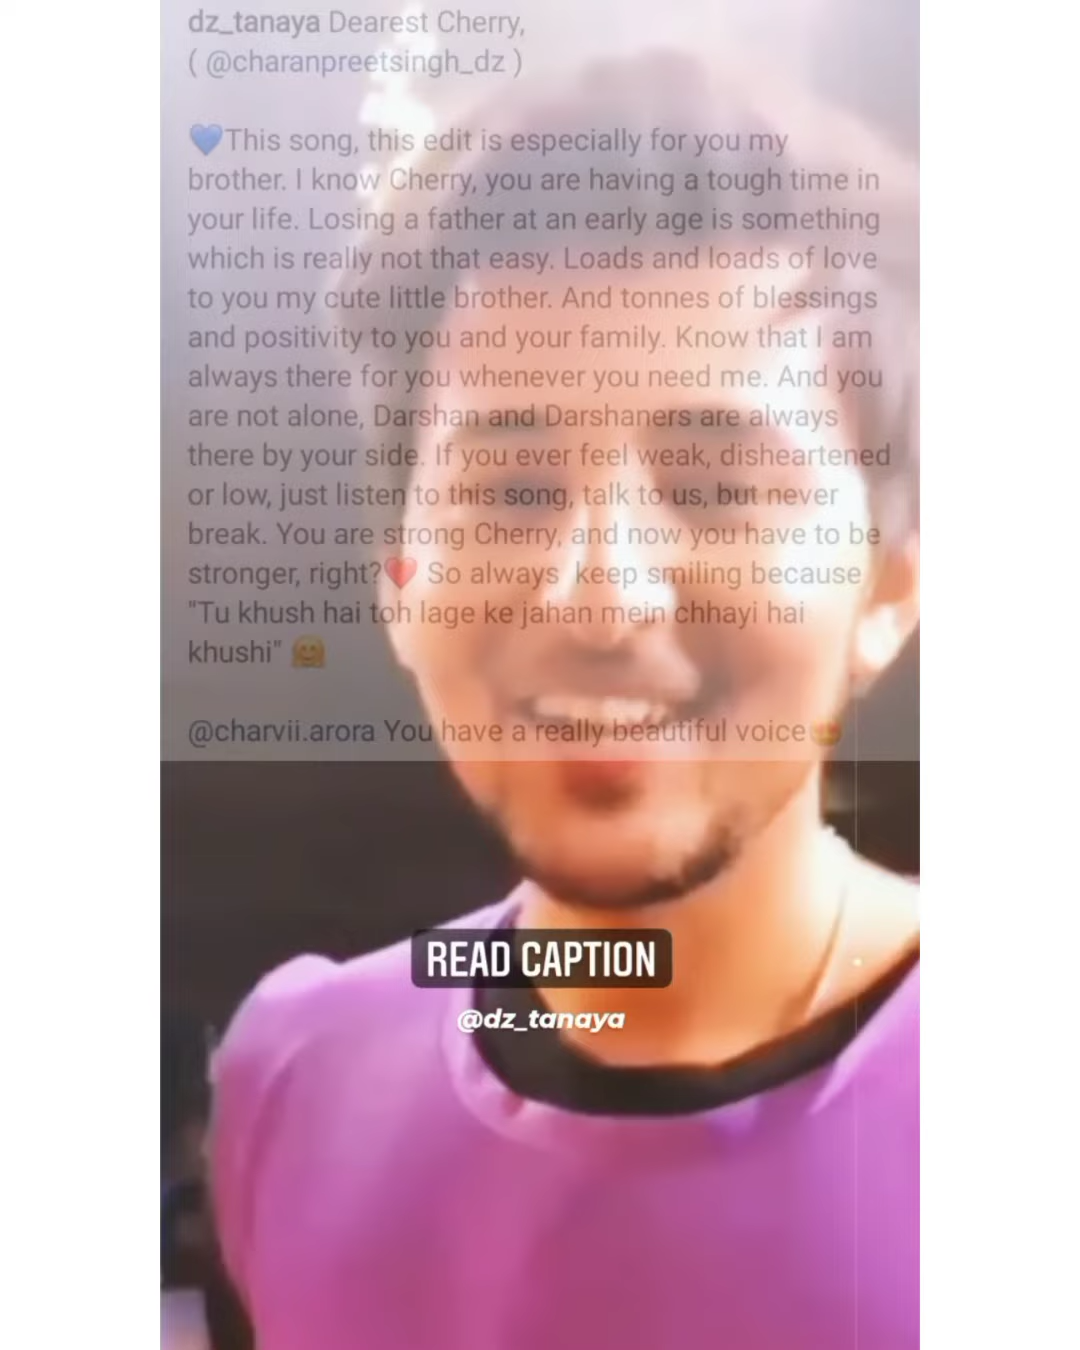 dz_tanaya Dearest Cherry,
( @charanpreetsingh_dz )
💙This song, this edit is especially for you my
brother. I know Cherry, you are having a tough time in
your life. Losing a father at an early age is something
which is really not that easy. Loads and loads of love
to you my cute little brother. And tonnes of blessings
and positivity to you and your family. Know that I am
always there for you whenever you need me. And you
are not alone, Darshan and Darshaners are always
there by your side. If you ever feel weak, disheartened
or low, just listen to this song, talk to us, but never
break. You are strong Cherry, and now you have to be
stronger, right?❤️ So always  keep smiling because
"Tu khush hai toh lage ke jahan mein chhayi hai
khushi" 🤗
@charvii.arora You have a really beautiful voice🤩
READ CAPTION
@dz_tanaya